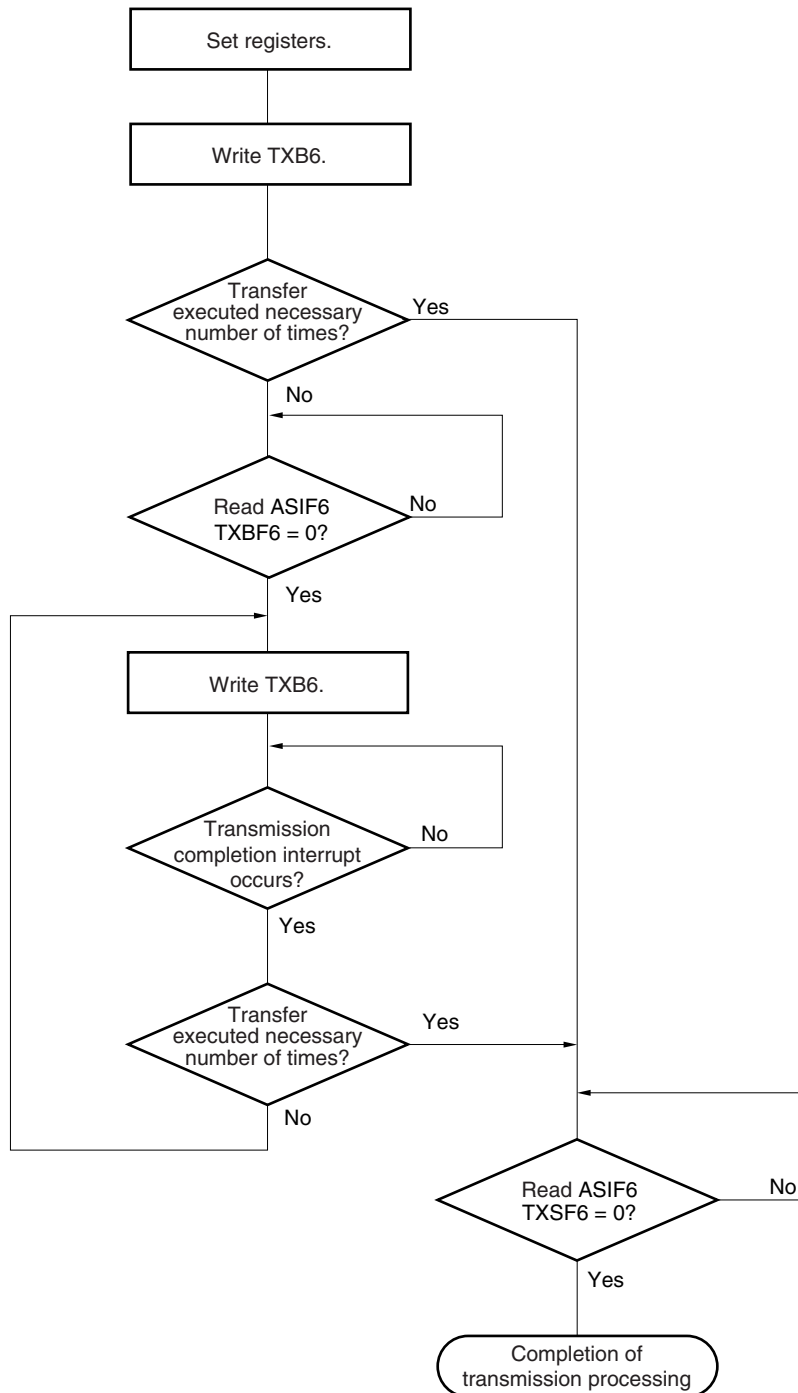 Set registers.
Write TXB6.
Transfer
executed necessary
number of times?
Yes
No
Read ASIF6
TXBF6 = 0?
No
Yes
Write TXB6.
Transmission
completion interrupt
occurs?
No
Yes
Transfer
executed necessary
number of times?
Yes
No
Read ASIF6
TXSF6 = 0?
No
Yes
Completion of
transmission processing